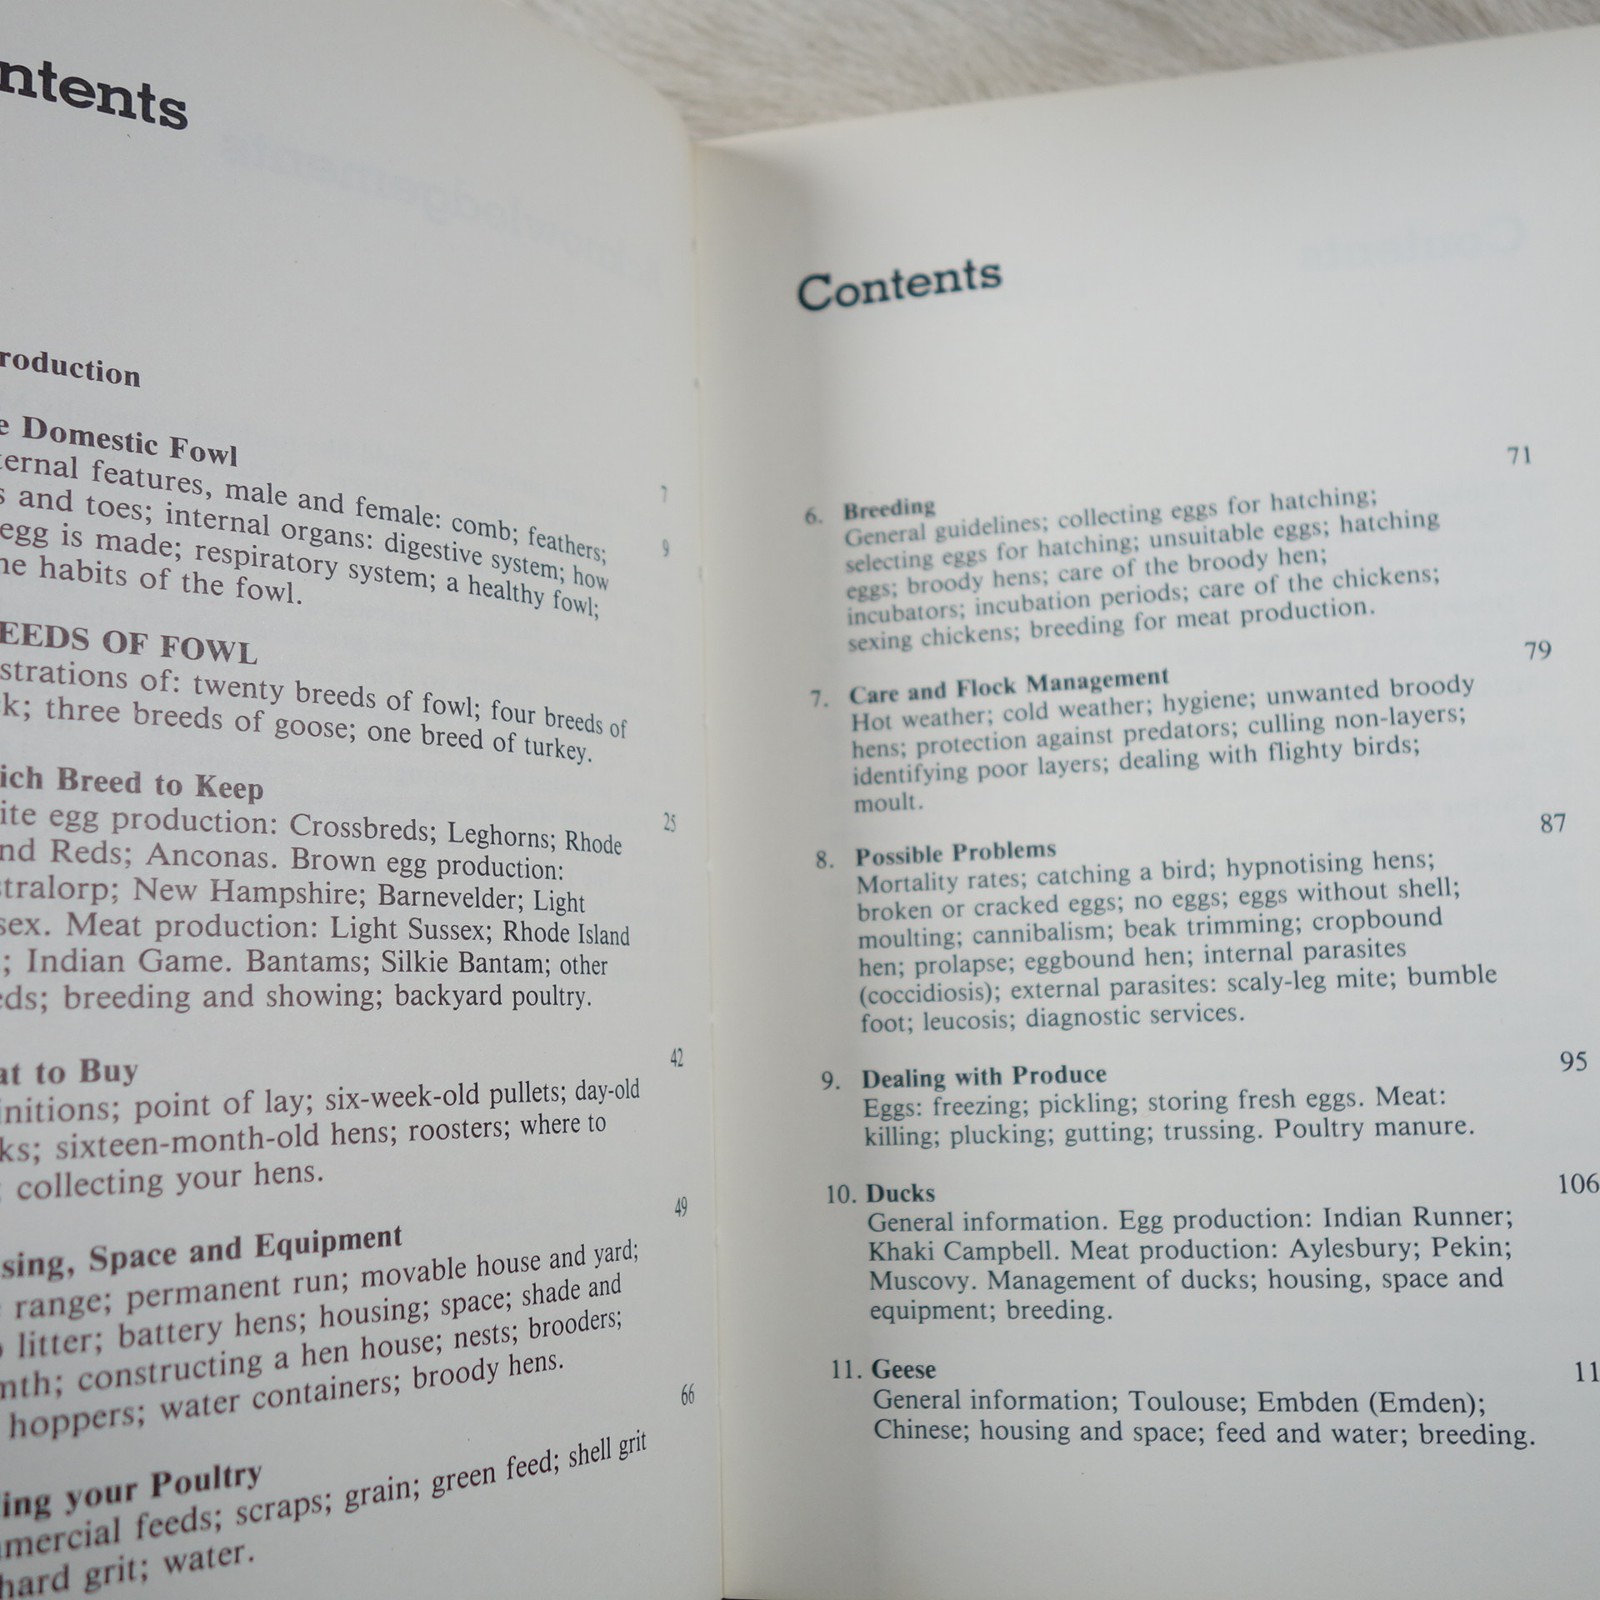 ntents
roduction
7
e Domestic Fowl
9
ternal features, male and female: comb; feathers;
s and toes; internal organs: digestive system; how
egg is made; respiratory system; a healthy fowl;
he habits of the fowl.
EEDS OF FOWL
strations of: twenty breeds of fowl; four breeds of
k; three breeds of goose; one breed of turkey.
ich Breed to Keep
25
ite egg production: Crossbreds; Leghorns; Rhode
nd Reds; Anconas. Brown egg production:
stralorp; New Hampshire; Barnevelder; Light
sex. Meat production: Light Sussex; Rhode Island
; Indian Game. Bantams; Silkie Bantam; other
eds; breeding and showing; backyard poultry.
at to Buy
42
initions; point of lay; six-week-old pullets; day-old
ks; sixteen-month-old hens; roosters; where to
; collecting your hens.
sing, Space and Equipment
49
range; permanent run; movable house and yard;
litter; battery hens; housing; space; shade and
mth; constructing a hen house; nests; brooders;
hoppers; water containers; broody hens.
ing your Poultry
66
mmercial feeds; scraps; grain; green feed; shell grit
hard grit; water.
Contents
6. Breeding
71
General guidelines; collecting eggs for hatching;
selecting eggs for hatching; unsuitable eggs; hatching
eggs; broody hens; care of the broody hen;
incubators; incubation periods; care of the chickens;
sexing chickens; breeding for meat production.
7. Care and Flock Management
79
Hot weather; cold weather; hygiene; unwanted broody
hens; protection against predators; culling non-layers;
identifying poor layers; dealing with flighty birds;
moult.
8. Possible Problems
87
Mortality rates; catching a bird; hypnotising hens;
broken or cracked eggs; no eggs; eggs without shell;
moulting; cannibalism; beak trimming; cropbound
hen; prolapse; eggbound hen; internal parasites
(coccidiosis); external parasites: scaly-leg mite; bumble
foot; leucosis; diagnostic services.
9. Dealing with Produce
95
Eggs: freezing; pickling; storing fresh eggs. Meat:
killing; plucking; gutting; trussing. Poultry manure.
10. Ducks
106
General information. Egg production: Indian Runner;
Khaki Campbell. Meat production: Aylesbury; Pekin;
Muscovy. Management of ducks; housing, space and
equipment; breeding.
11. Geese
11
General information; Toulouse; Embden (Emden);
Chinese; housing and space; feed and water; breeding.